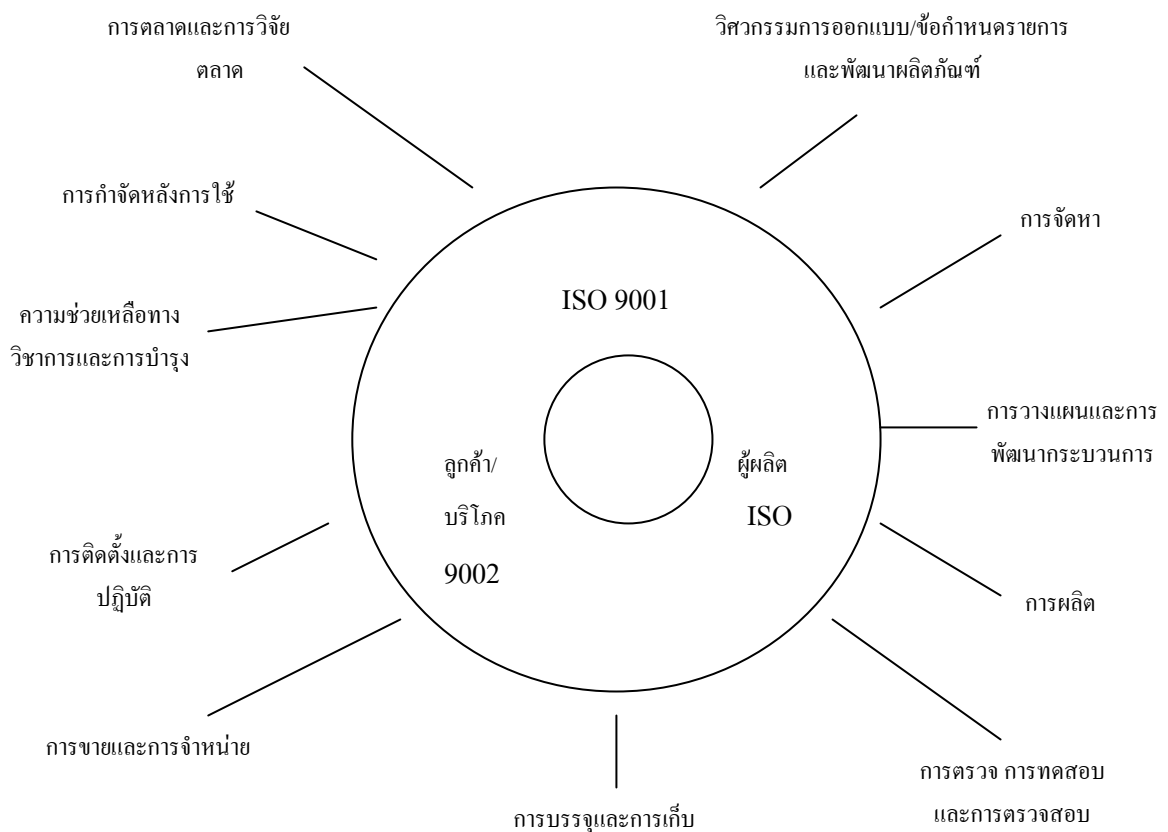 การตลาดและการวิจัย
ตลาด
วิศวกรรมการออกแบบ/ข้อกำหนดรายการ
และพัฒนาผลิตภัณฑ์
การกำจัดหลังการใช้
การจัดหา
ISO 9001
ความช่วยเหลือทาง
วิชาการและการบำรุง
การวางแผนและการ
พัฒนากระบวนการ
ลูกค้า/
บริโภค
9002
ผู้ผลิต
ISO
การติดตั้งและการ
ปฏิบัติ
การผลิต
การขายและการจำหน่าย
การตรวจ การทดสอบ
และการตรวจสอบ
การบรรจุและการเก็บ